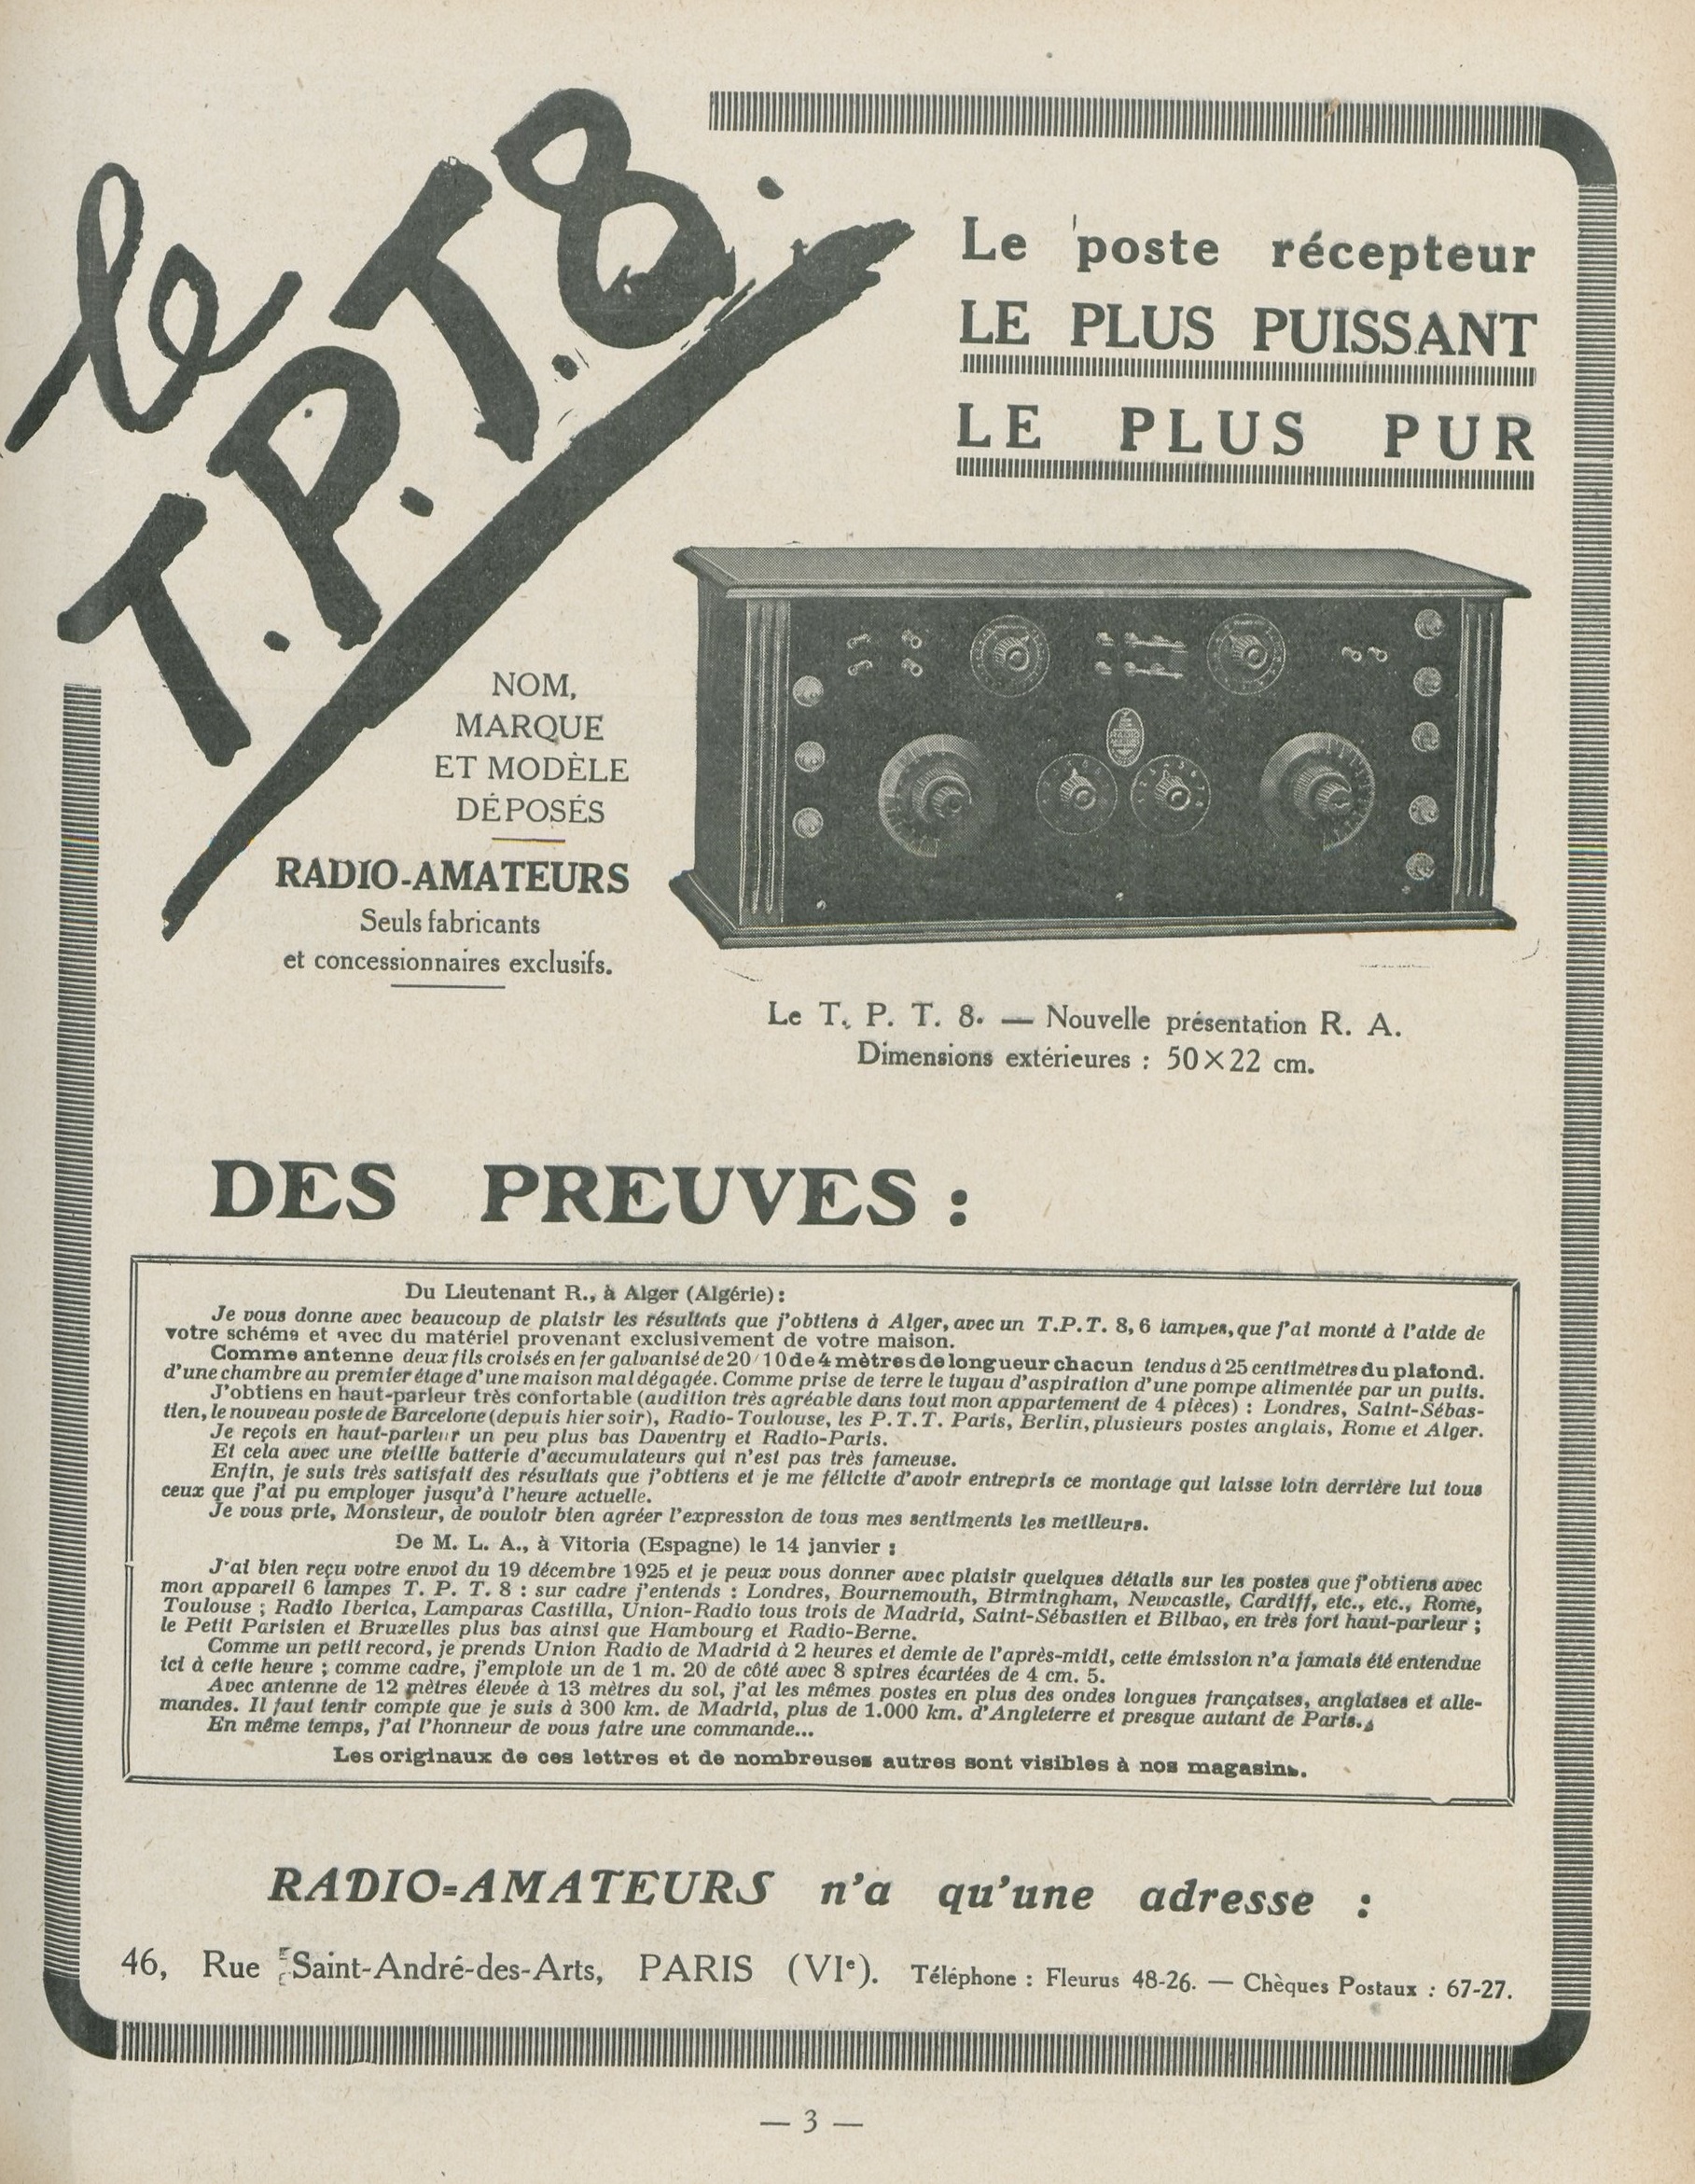 le
T.P.T.8.
Le poste récepteur
LE PLUS PUISSANT
LE PLUS PUR
NOM,
MARQUE
ET MODÈLE
DÉPOSÉS
RADIO-AMATEURS
Seuls fabricants
et concessionnaires exclusifs.
Le T. P. T. 8. — Nouvelle présentation R. A.
Dimensions extérieures : 50×22 cm.
DES PREUVES :
Du Lieutenant R., à Alger (Algérie) :
Je vous donne avec beaucoup de plaisir les résultats que j'obtiens à Alger, avec un T.P.T. 8, 6 lampes, que j'ai monté à l'aide de
votre schéma et avec du matériel provenant exclusivement de votre maison.
Comme antenne deux fils croisés en fer galvanisé de 20/10 de 4 mètres de longueur chacun tendus à 25 centimètres du plafond.
d'une chambre au premier étage d'une maison mal dégagée. Comme prise de terre le tuyau d'aspiration d'une pompe alimentée par un puits.
J'obtiens en haut-parleur très confortable (audition très agréable dans tout mon appartement de 4 pièces) : Londres, Saint-Sébas-
tien, le nouveau poste de Barcelone (depuis hier soir), Radio-Toulouse, les P.T.T. Paris, Berlin, plusieurs postes anglais, Rome et Alger.
Je reçois en haut-parleur un peu plus bas Daventry et Radio-Paris.
Et cela avec une vieille batterie d'accumulateurs qui n'est pas très fameuse.
Enfin, je suis très satisfait des résultats que j'obtiens et je me félicite d'avoir entrepris ce montage qui laisse loin derrière lui tous
ceux que j'ai pu employer jusqu'à l'heure actuelle.
Je vous prie, Monsieur, de vouloir bien agréer l'expression de tous mes sentiments les meilleurs.
De M. L. A., à Vitoria (Espagne) le 14 janvier :
J'ai bien reçu votre envoi du 19 décembre 1925 et je peux vous donner avec plaisir quelques détails sur les postes que j'obtiens avec
mon appareil 6 lampes T. P. T. 8 : sur cadre j'entends : Londres, Bournemouth, Birmingham, Newcastle, Cardiff, etc., etc., Rome,
Toulouse ; Radio Iberica, Lamparas Castilla, Union-Radio tous trois de Madrid, Saint-Sébastien et Bilbao, en très fort haut-parleur ;
le Petit Parisien et Bruxelles plus bas ainsi que Hambourg et Radio-Berne.
Comme un petit record, je prends Union Radio de Madrid à 2 heures et demie de l'après-midi, cette émission n'a jamais été entendue
ici à cette heure ; comme cadre, j'emploie un de 1 m. 20 de côté avec 8 spires écartées de 4 cm. 5.
Avec antenne de 12 mètres élevée à 13 mètres du sol, j'ai les mêmes postes en plus des ondes longues françaises, anglaises et alle-
mandes. Il faut tenir compte que je suis à 300 km. de Madrid, plus de 1.000 km. d'Angleterre et presque autant de Paris.
En même temps, j'ai l'honneur de vous faire une commande...
Les originaux de ces lettres et de nombreuses autres sont visibles à nos magasins.
RADIO-AMATEURS n'a qu'une adresse :
46, Rue Saint-André-des-Arts, PARIS (VIe). Téléphone : Fleurus 48-26. — Chèques Postaux : 67-27.
— 3 —